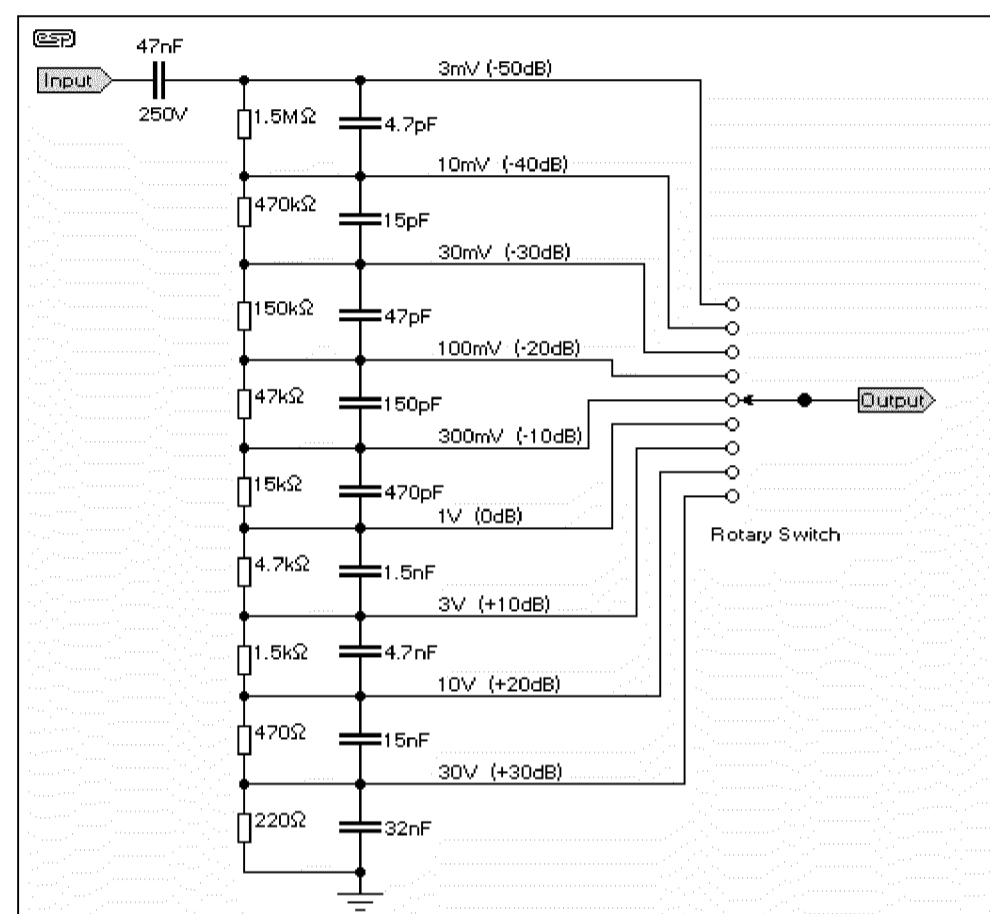 esp
47nF
Input
250V
3mV (-50dB)
1.5MΩ
4.7pF
10mV (-40dB)
470kΩ
15pF
30mV (-30dB)
150kΩ
47pF
100mV (-20dB)
47kΩ
150pF
Output
300mV (-10dB)
15kΩ
470pF
1V (0dB)
Rotary Switch
4.7kΩ
1.5nF
3V (+10dB)
1.5kΩ
4.7nF
10V (+20dB)
470Ω
15nF
30V (+30dB)
220Ω
32nF